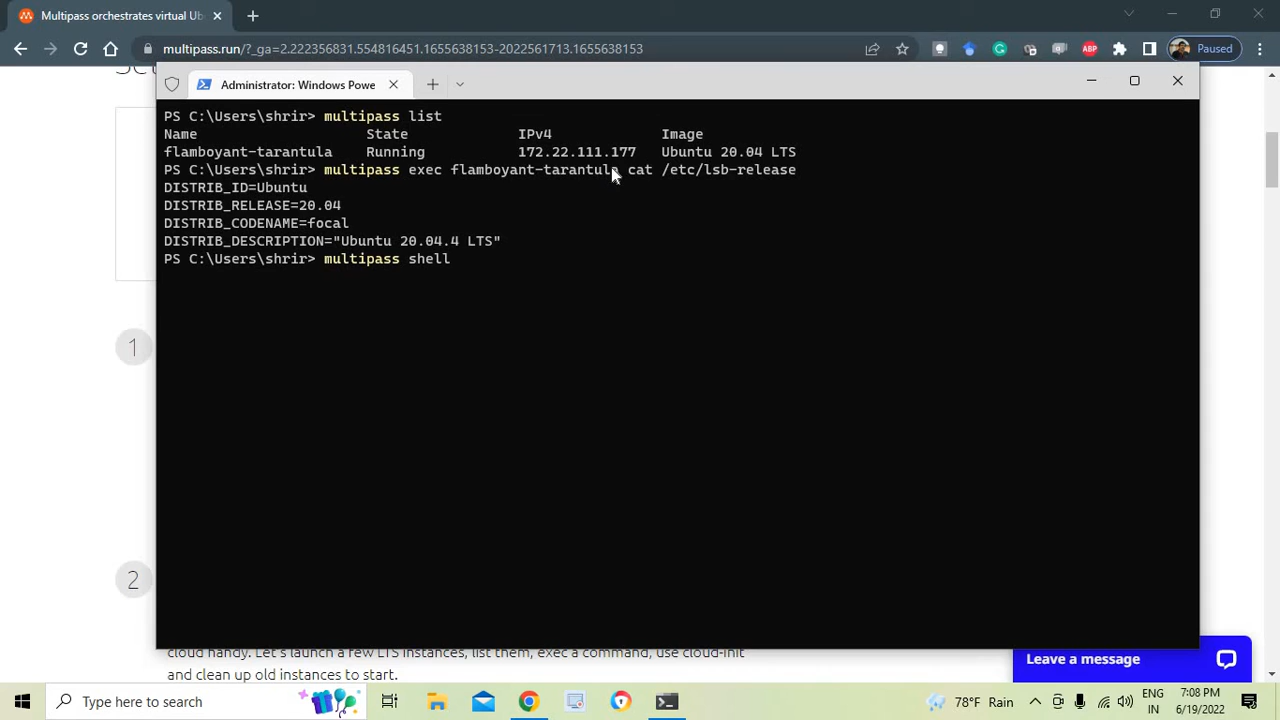 Multipass orchestrates virtual Ub
multipass.run/?_ga=2.222356831.554816451.1655638153-2022561713.1655638153
ABP
Paused
Administrator: Windows Powe
PS C:\Users\shrir> multipass list
Name State IPv4 Image
flamboyant-tarantula Running 172.22.111.177 Ubuntu 20.04 LTS
PS C:\Users\shrir> multipass exec flamboyant-tarantula cat /etc/lsb-release
DISTRIB_ID=Ubuntu
DISTRIB_RELEASE=20.04
DISTRIB_CODENAME=focal
DISTRIB_DESCRIPTION="Ubuntu 20.04.4 LTS"
PS C:\Users\shrir> multipass shell
1
2
cloud handy. Let's launch a few LTS instances, list them, exec a command, use cloud-init
and clean up old instances to start.
Leave a message
Type here to search
78°F Rain
ENG
IN
7:08 PM
6/19/2022